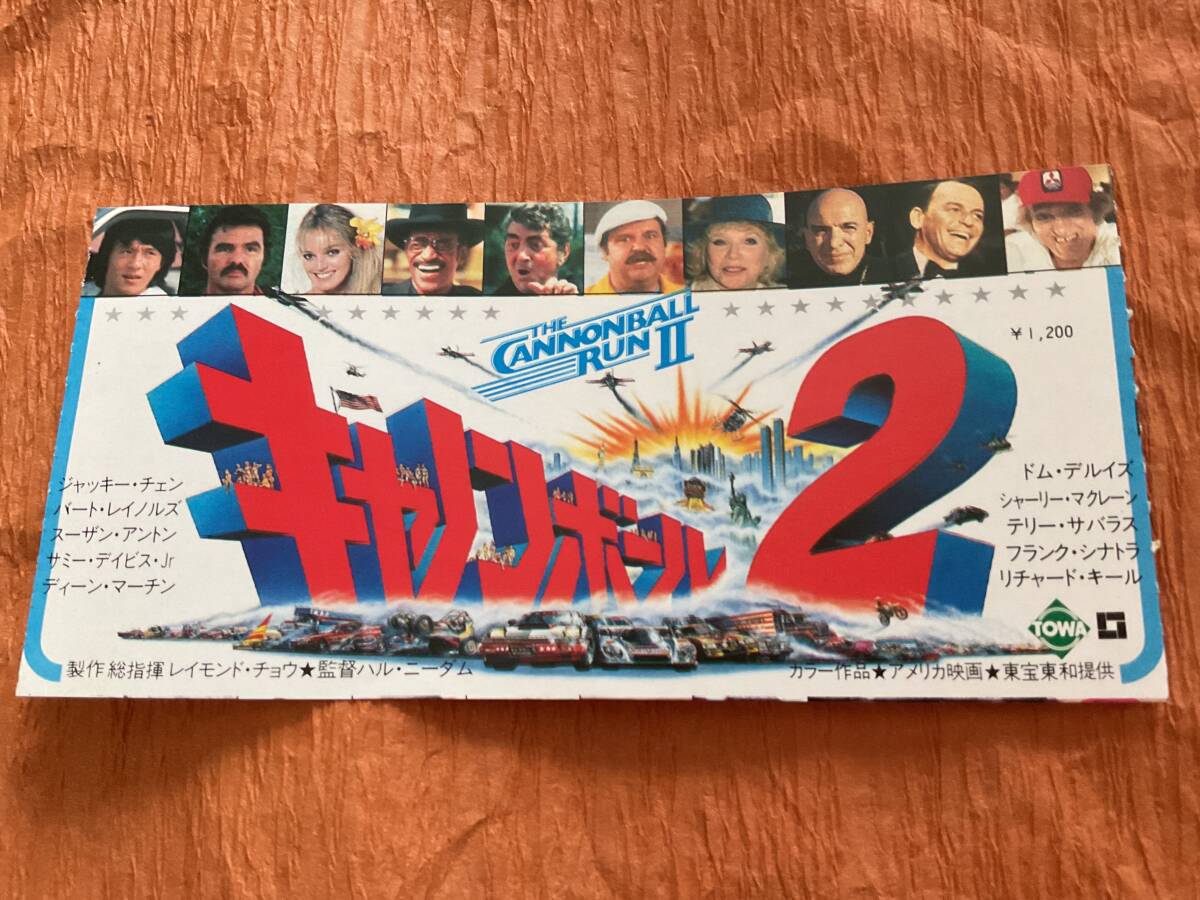 THE
CANNONBALL
RUN II
¥1,200
キャノンボール2
ジャッキー・チェン
バート・レイノルズ
スーザン・アントン
サミー・デイビス・Jr
ディーン・マーチン
ドム・デルイズ
シャーリー・マクレーン
テリー・サバラス
フランク・シナトラ
リチャード・キール
TOWA
製作総指揮 レイモンド・チョウ★監督ハル・ニーダム
カラー作品★アメリカ映画★東宝東和提供